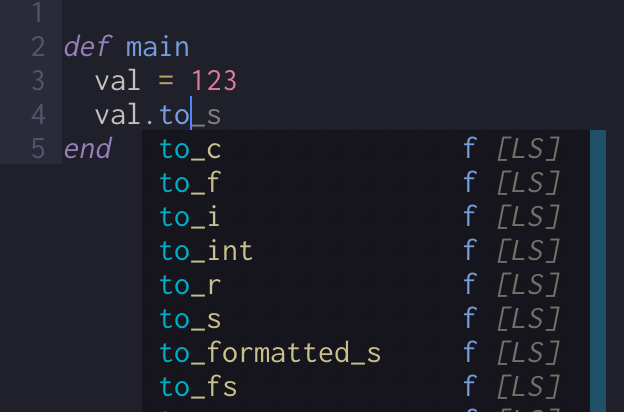 1
2 def main
3   val = 123
4   val.to_s
5 end
to_c f [LS]
to_f f [LS]
to_i f [LS]
to_int f [LS]
to_r f [LS]
to_s f [LS]
to_formatted_s f [LS]
to_fs f [LS]